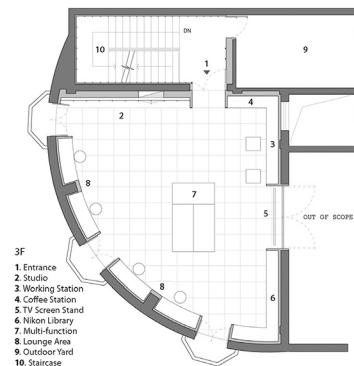 DN
10
1
9
2
4
3
8
7
5
OUT OF SCOPE
8
6
3F
1. Entrance
2. Studio
3. Working Station
4. Coffee Station
5. TV Screen Stand
6. Nikon Library
7. Multi-function
8. Lounge Area
9. Outdoor Yard
10. Staircase